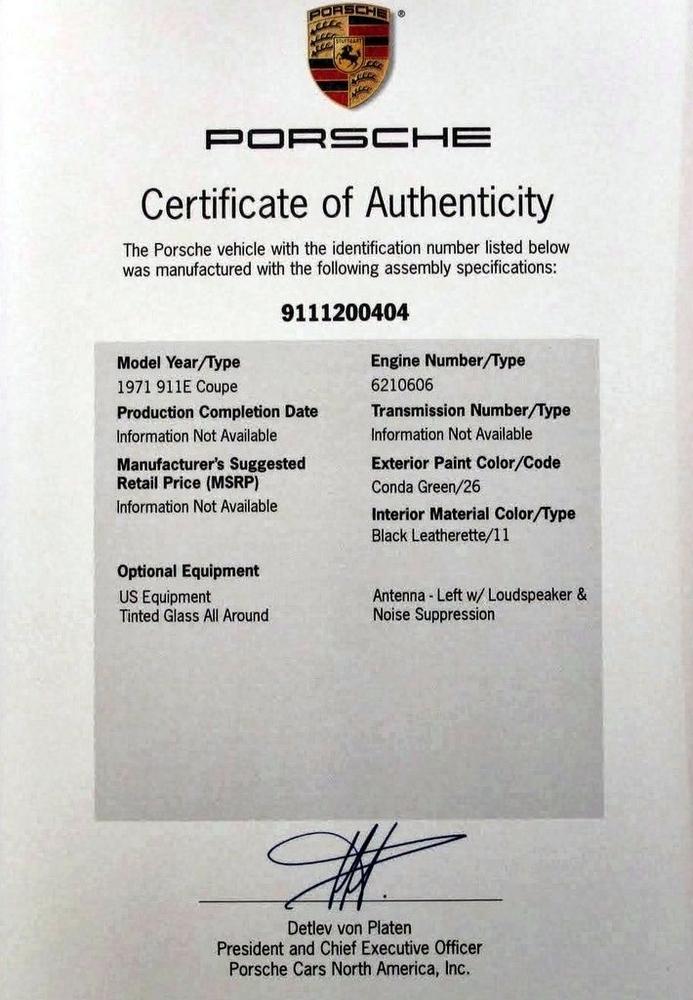 PORSCHE
STUTTGART
®
PORSCHE
Certificate of Authenticity
The Porsche vehicle with the identification number listed below
was manufactured with the following assembly specifications:
9111200404
Model Year/Type
1971 911E Coupe
Production Completion Date
Information Not Available
Manufacturer's Suggested
Retail Price (MSRP)
Information Not Available
Engine Number/Type
6210606
Transmission Number/Type
Information Not Available
Exterior Paint Color/Code
Conda Green/26
Interior Material Color/Type
Black Leatherette/11
Optional Equipment
US Equipment
Tinted Glass All Around
Antenna - Left w/ Loudspeaker &
Noise Suppression
Detlev von Platen
President and Chief Executive Officer
Porsche Cars North America, Inc.